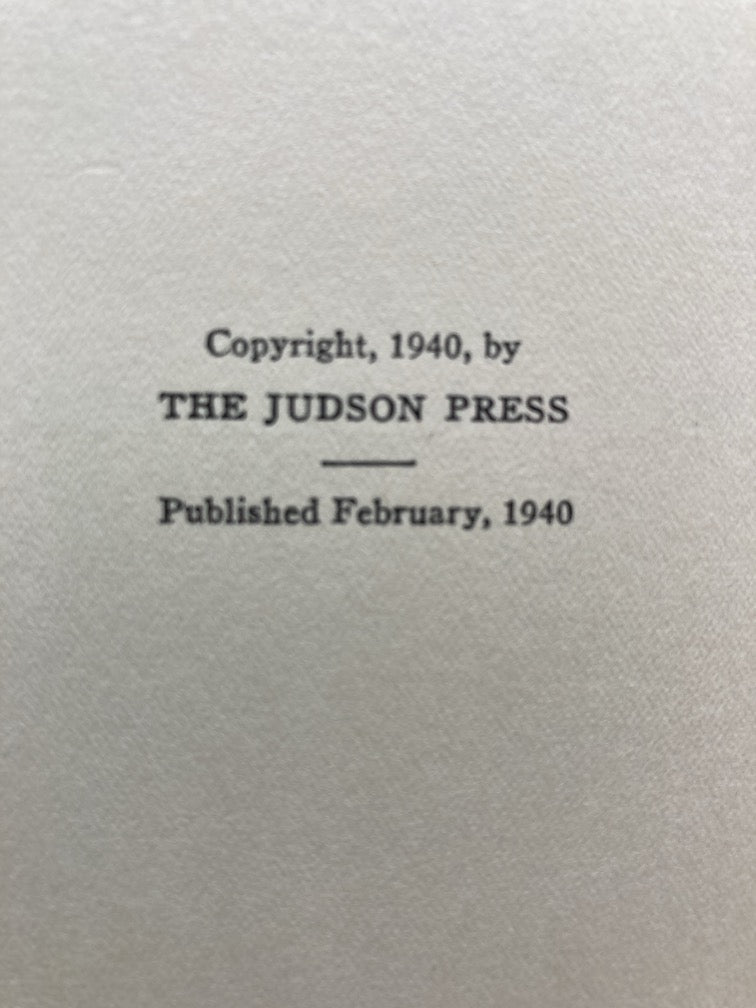 Copyright, 1940, by
THE JUDSON PRESS
Published February, 1940